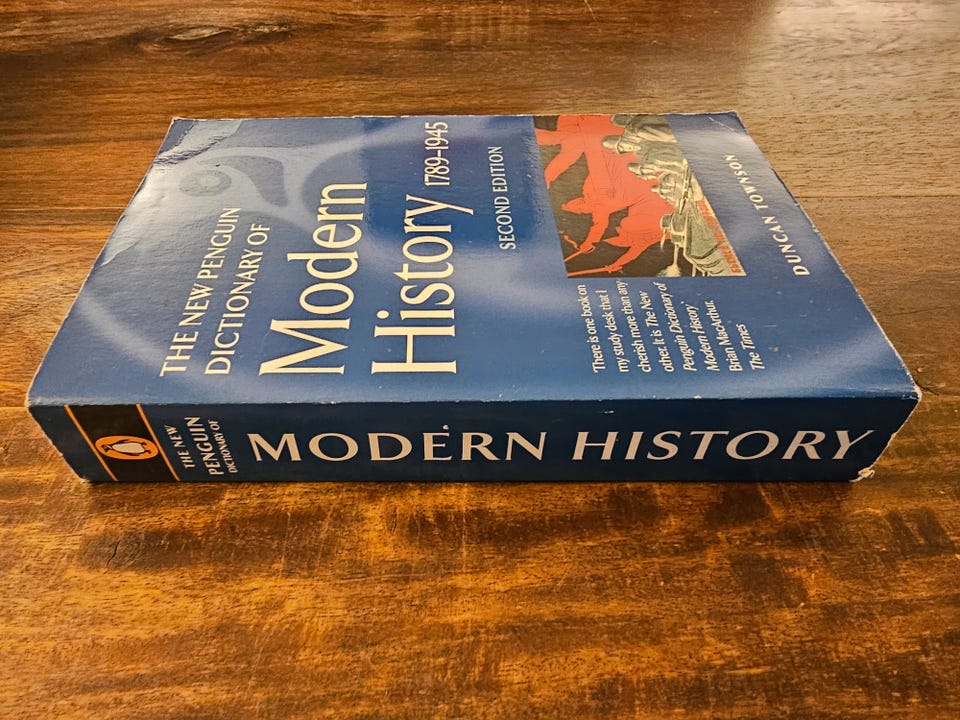 THE NEW PENGUIN
DICTIONARY OF
Modern
History 1789–1945
SECOND EDITION
'There is one book on
my study desk that I
cherish more than any
other. It is The New
Penguin Dictionary of
Modern History'
Brian MacArthur,
The Times
DUNCAN TOWNSON
THE NEW
PENGUIN
DICTIONARY OF
MODERN HISTORY